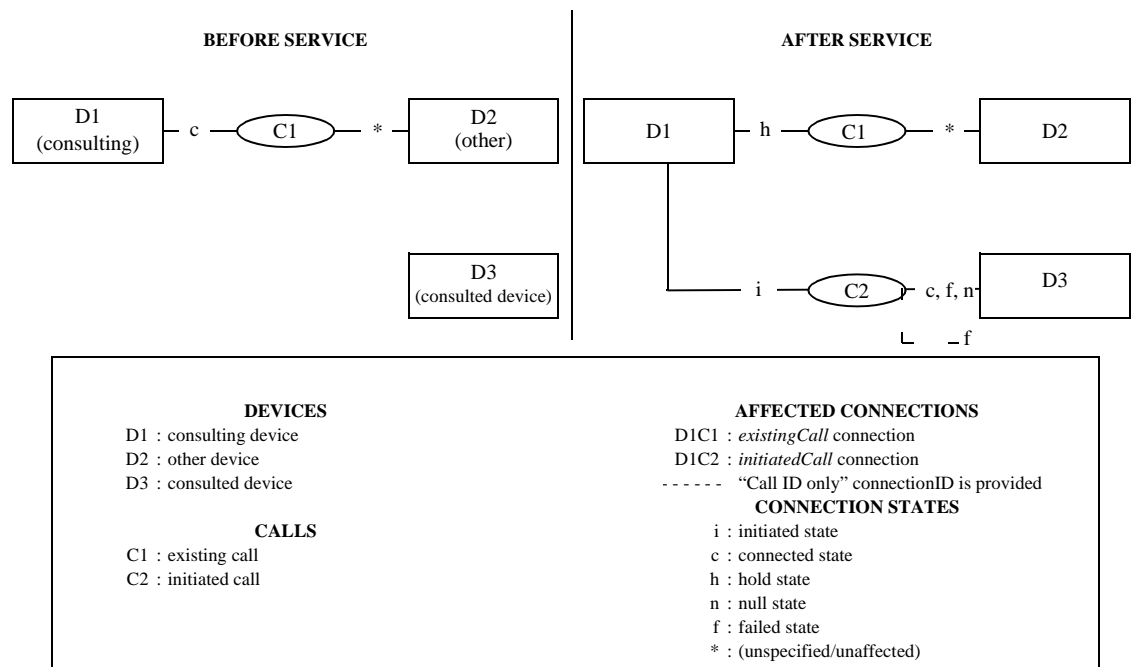 BEFORE SERVICE
AFTER SERVICE
D1
(consulting)
c
C1
*
D2
(other)
D1
h
C1
*
D2
D3
(consulted device)
i
C2
c, f, n
D3
f
DEVICES
D1 : consulting device
D2 : other device
D3 : consulted device
CALLS
C1 : existing call
C2 : initiated call
AFFECTED CONNECTIONS
D1C1 : existingCall connection
D1C2 : initiatedCall connection
- - - - - - “Call ID only” connectionID is provided
CONNECTION STATES
i : initiated state
c : connected state
h : hold state
n : null state
f : failed state
* : (unspecified/unaffected)